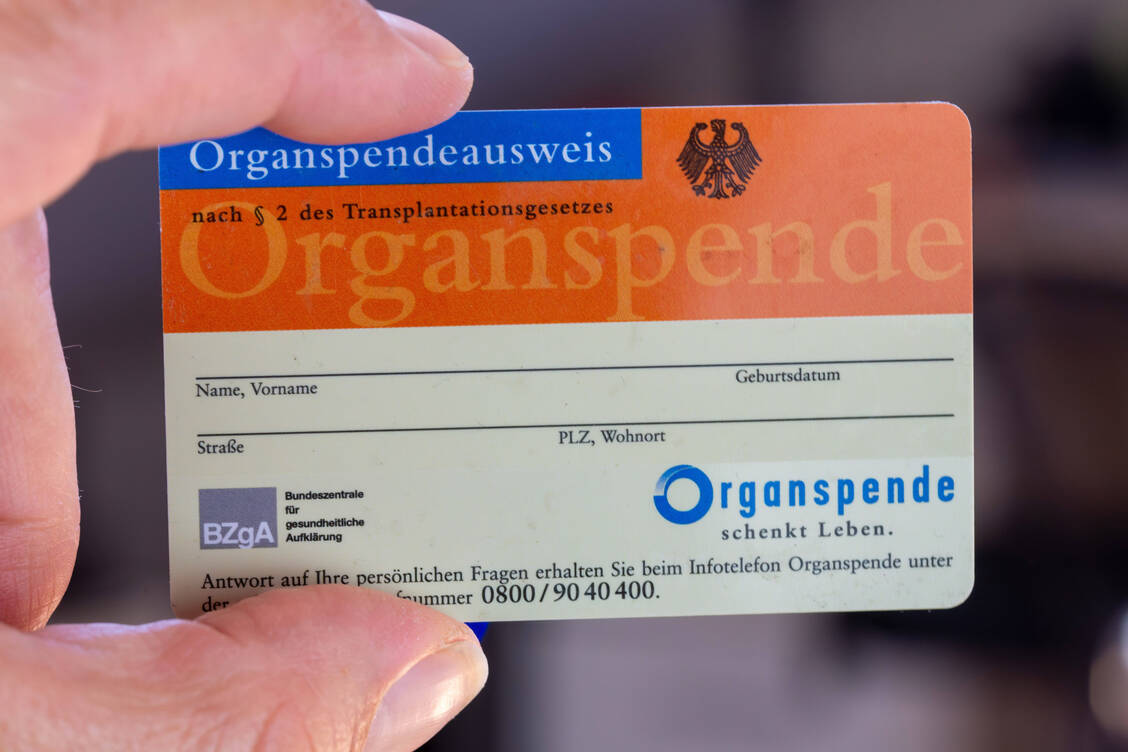 Organspendeausweis
nach § 2 des Transplantationsgesetzes
Organspende
Name, Vorname Geburtsdatum
Straße PLZ, Wohnort
BZgA
Bundeszentrale
für
gesundheitliche
Aufklärung
Organspende
schenkt Leben.
Antwort auf Ihre persönlichen Fragen erhalten Sie beim Infotelefon Organspende unter
der fnummer 0800/90 40 400.